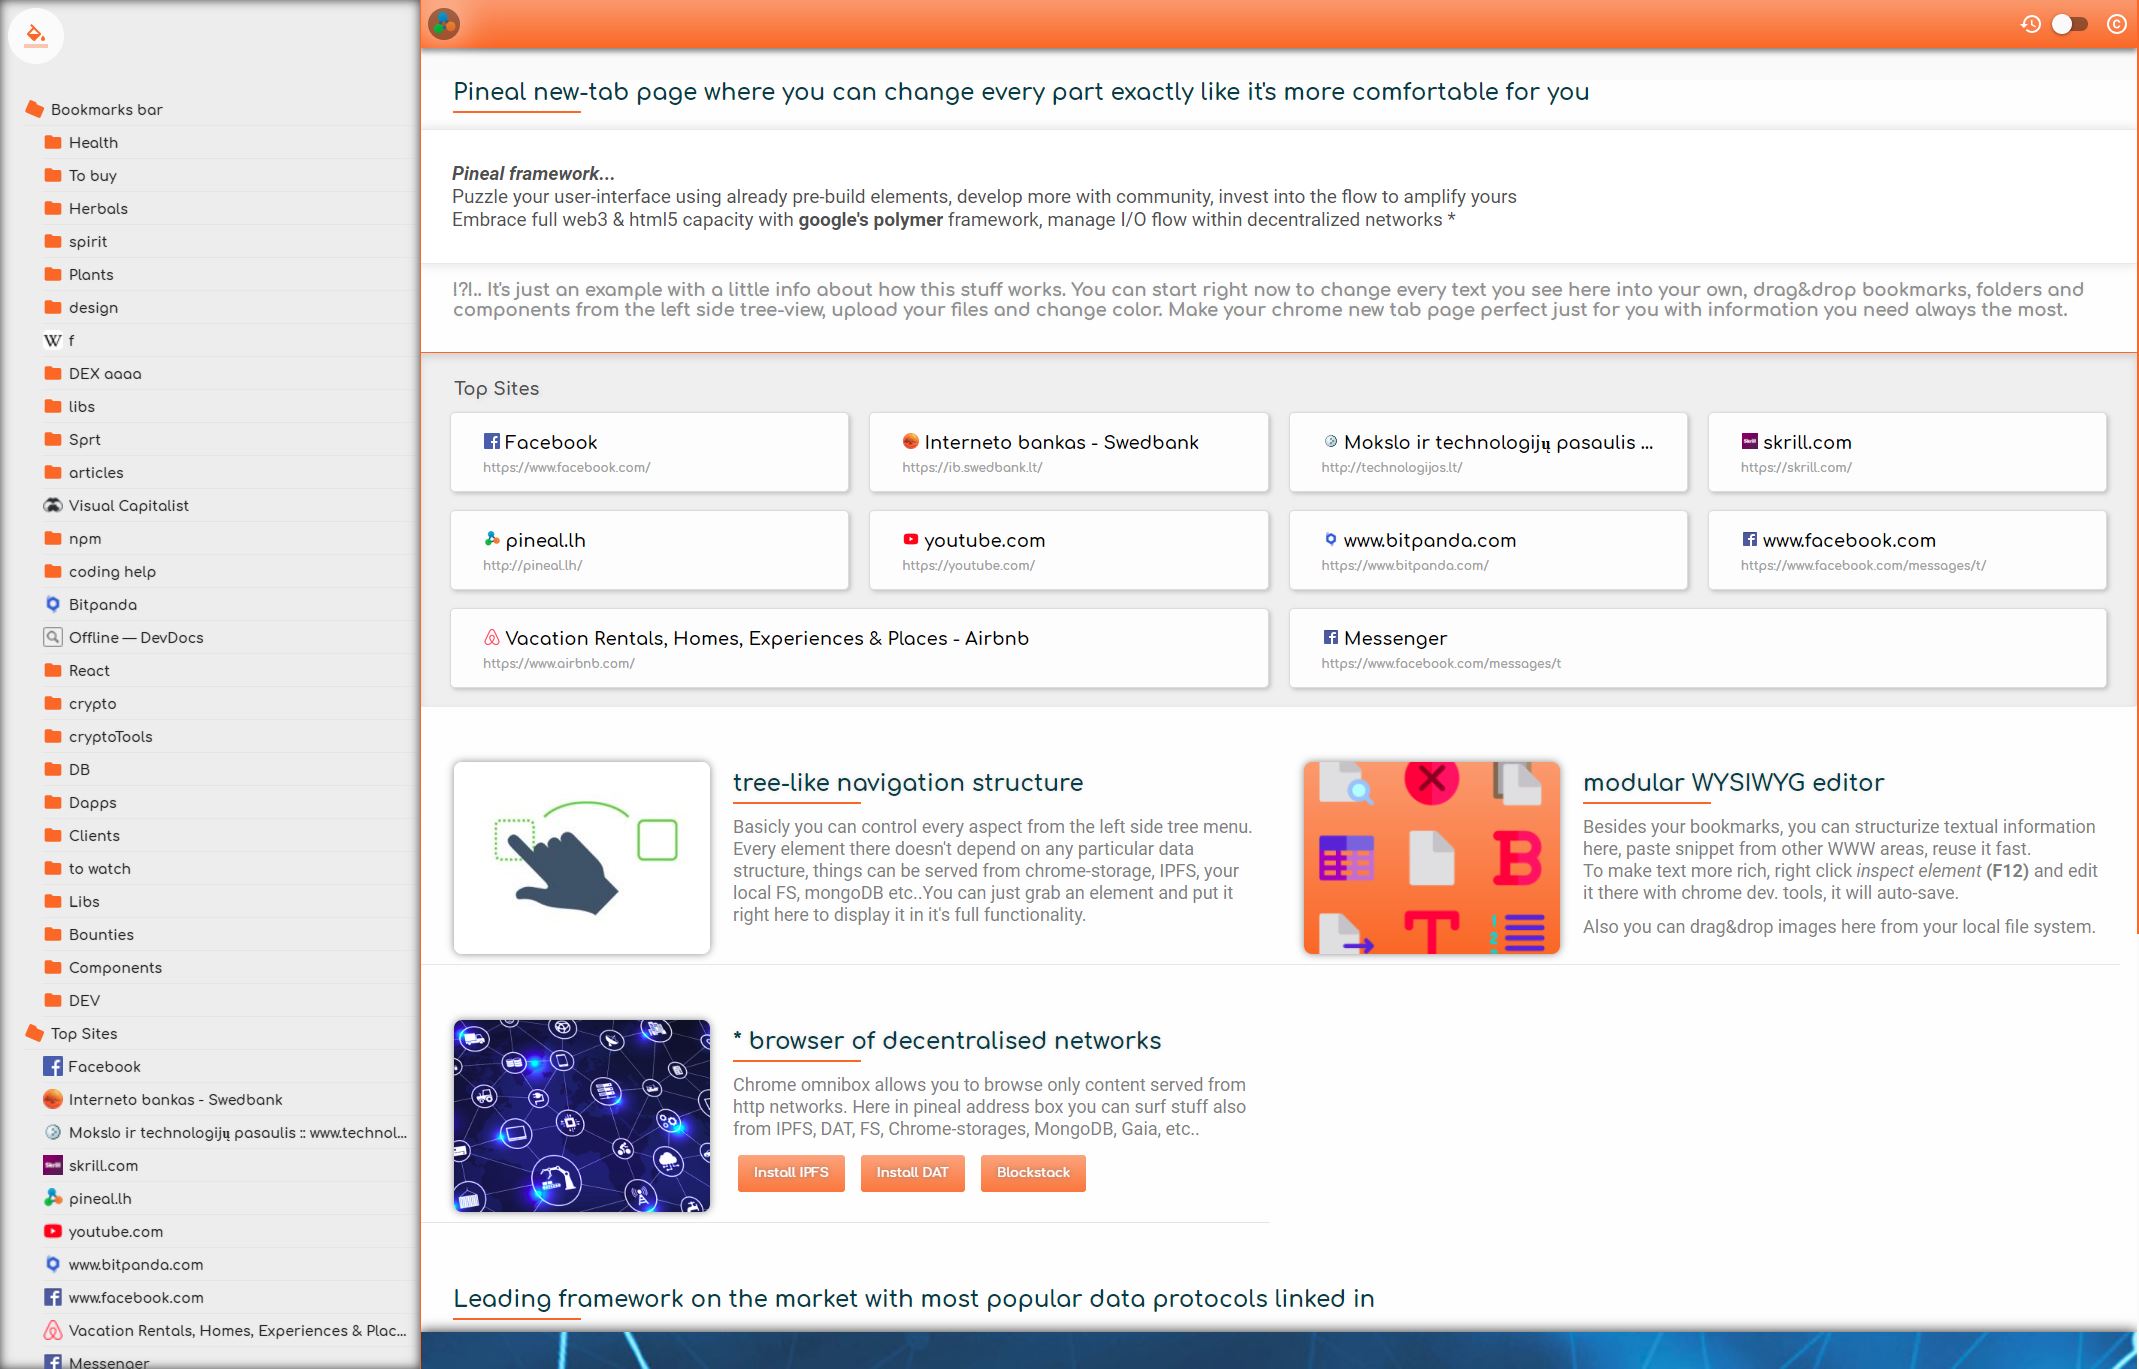 Bookmarks bar
Health
To buy
Herbals
spirit
Plants
design
W f
DEX aaaa
libs
Sprt
articles
Visual Capitalist
npm
coding help
Bitpanda
Offline — DevDocs
React
crypto
cryptoTools
DB
Dapps
Clients
to watch
Libs
Bounties
Components
DEV
Top Sites
Facebook
Interneto bankas - Swedbank
Mokslo ir technologijų pasaulis :: www.technol...
Skrill skrill.com
pineal.lh
youtube.com
www.bitpanda.com
www.facebook.com
Vacation Rentals, Homes, Experiences & Plac...
Messenger
Pineal new-tab page where you can change every part exactly like it's more comfortable for you
Pineal framework...
Puzzle your user-interface using already pre-build elements, develop more with community, invest into the flow to amplify yours
Embrace full web3 & html5 capacity with google's polymer framework, manage I/O flow within decentralized networks *
!?!.. It's just an example with a little info about how this stuff works. You can start right now to change every text you see here into your own, drag&drop bookmarks, folders and
components from the left side tree-view, upload your files and change color. Make your chrome new tab page perfect just for you with information you need always the most.
Top Sites
Facebook
https://www.facebook.com/
Interneto bankas - Swedbank
https://ib.swedbank.lt/
Mokslo ir technologijų pasaulis ...
http://technologijos.lt/
Skrill skrill.com
https://skrill.com/
pineal.lh
http://pineal.lh/
youtube.com
https://youtube.com/
www.bitpanda.com
https://www.bitpanda.com/
www.facebook.com
https://www.facebook.com/messages/t/
Vacation Rentals, Homes, Experiences & Places - Airbnb
https://www.airbnb.com/
Messenger
https://www.facebook.com/messages/t
tree-like navigation structure
Basicly you can control every aspect from the left side tree menu.
Every element there doesn't depend on any particular data
structure, things can be served from chrome-storage, IPFS, your
local FS, mongoDB etc..You can just grab an element and put it
right here to display it in it's full functionality.
B
T
1
2
modular WYSIWYG editor
Besides your bookmarks, you can structurize textual information
here, paste snippet from other WWW areas, reuse it fast.
To make text more rich, right click inspect element (F12) and edit
it there with chrome dev. tools, it will auto-save.
Also you can drag&drop images here from your local file system.
* browser of decentralised networks
Chrome omnibox allows you to browse only content served from
http networks. Here in pineal address box you can surf stuff also
from IPFS, DAT, FS, Chrome-storages, MongoDB, Gaia, etc..
Install IPFS
Install DAT
Blockstack
Leading framework on the market with most popular data protocols linked in